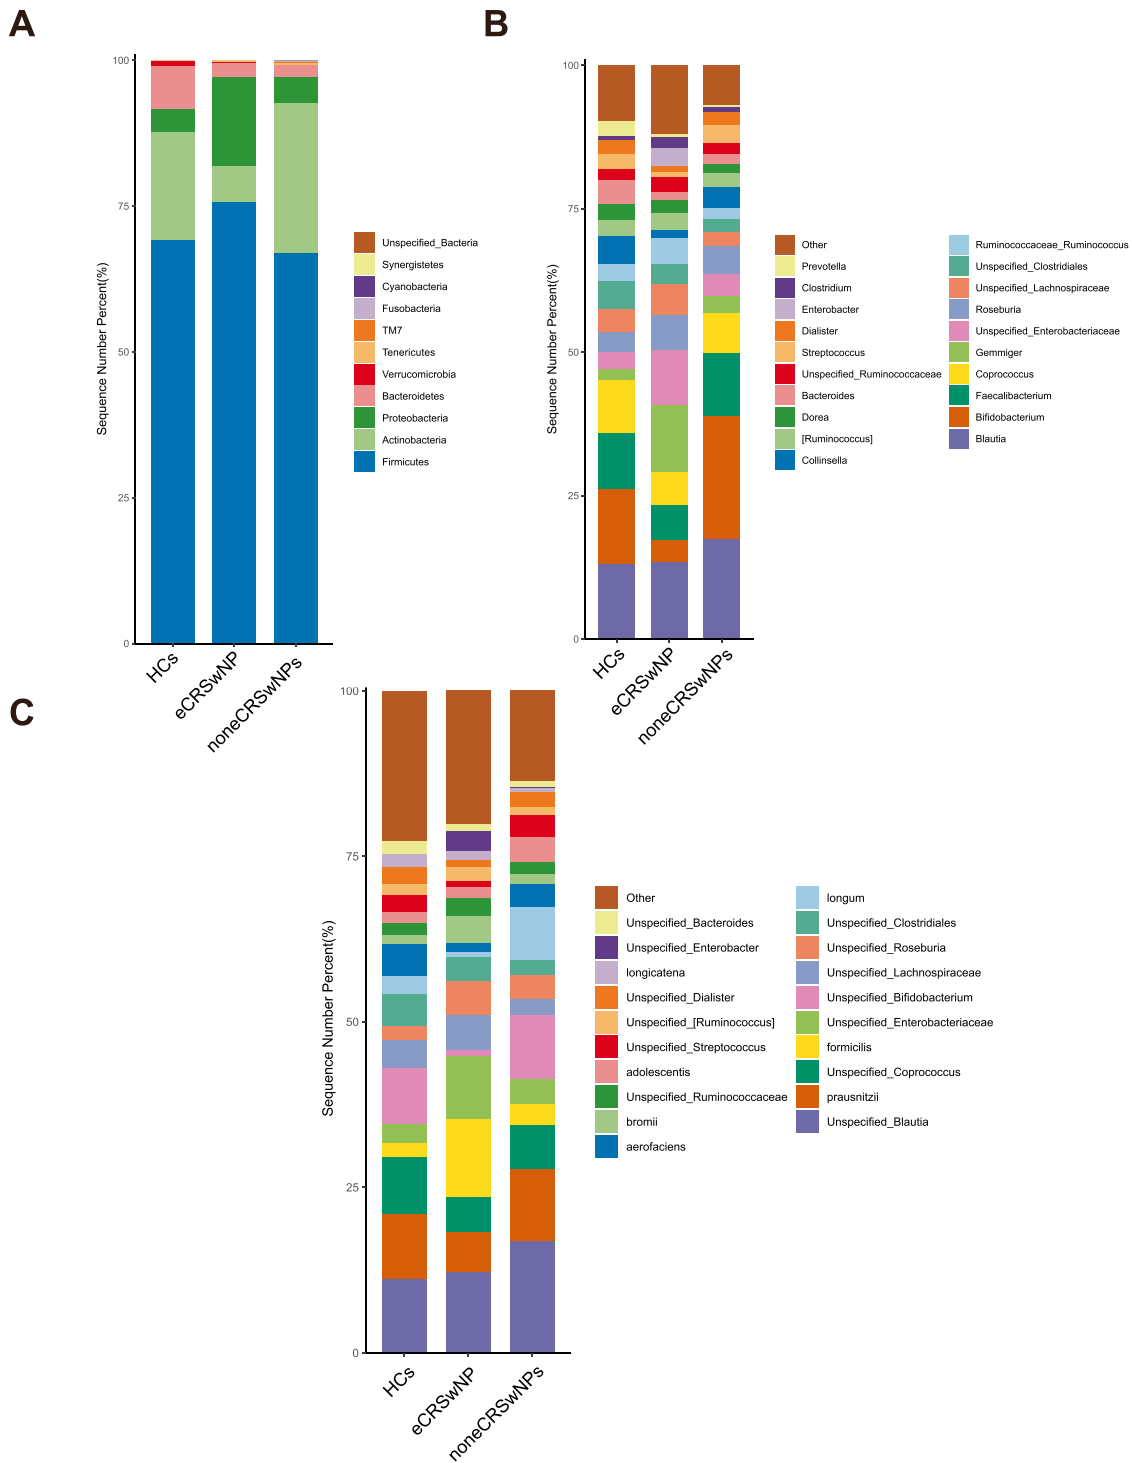 A
Sequence Number Percent(%)
100
75
50
25
0
HCs
eCRSwNP
noneCRSwNPs
Unspecified_Bacteria
Synergistetes
Cyanobacteria
Fusobacteria
TM7
Tenericutes
Verrucomicrobia
Bacteroidetes
Proteobacteria
Actinobacteria
Firmicutes
B
Sequence Number Percent(%)
100
75
50
25
0
HCs
eCRSwNP
noneCRSwNPs
Other
Prevotella
Clostridium
Enterobacter
Dialister
Streptococcus
Unspecified_Ruminococcaceae
Bacteroides
Dorea
[Ruminococcus]
Collinsella
Ruminococcaceae_Ruminococcus
Unspecified_Clostridiales
Unspecified_Lachnospiraceae
Roseburia
Unspecified_Enterobacteriaceae
Gemmiger
Coprococcus
Faecalibacterium
Bifidobacterium
Blautia
C
Sequence Number Percent(%)
100
75
50
25
0
HCs
eCRSwNP
noneCRSwNPs
Other
Unspecified_Bacteroides
Unspecified_Enterobacter
longicatena
Unspecified_Dialister
Unspecified_[Ruminococcus]
Unspecified_Streptococcus
adolescentis
Unspecified_Ruminococcaceae
bromii
aerofaciens
longum
Unspecified_Clostridiales
Unspecified_Roseburia
Unspecified_Lachnospiraceae
Unspecified_Bifidobacterium
Unspecified_Enterobacteriaceae
formicilis
Unspecified_Coprococcus
prausnitzii
Unspecified_Blautia